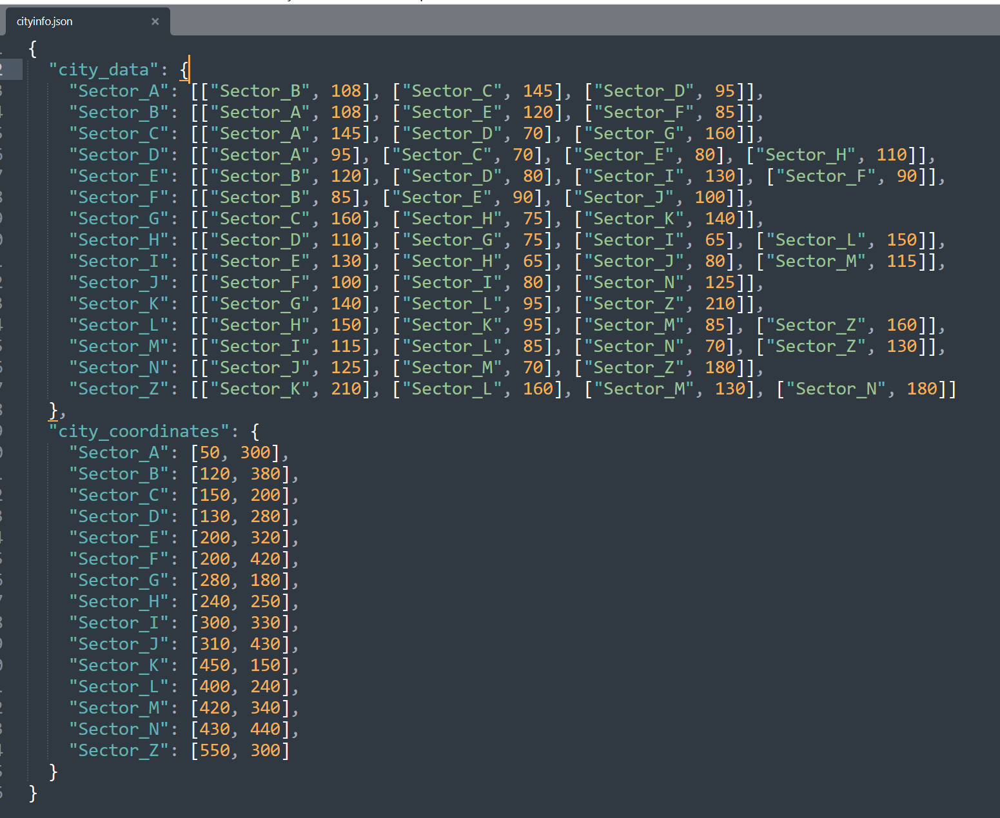 cityinfo.json ×
{
"city_data": {
"Sector_A": [["Sector_B", 108], ["Sector_C", 145], ["Sector_D", 95]],
"Sector_B": [["Sector_A", 108], ["Sector_E", 120], ["Sector_F", 85]],
"Sector_C": [["Sector_A", 145], ["Sector_D", 70], ["Sector_G", 160]],
"Sector_D": [["Sector_A", 95], ["Sector_C", 70], ["Sector_E", 80], ["Sector_H", 110]],
"Sector_E": [["Sector_B", 120], ["Sector_D", 80], ["Sector_I", 130], ["Sector_F", 90]],
"Sector_F": [["Sector_B", 85], ["Sector_E", 90], ["Sector_J", 100]],
"Sector_G": [["Sector_C", 160], ["Sector_H", 75], ["Sector_K", 140]],
"Sector_H": [["Sector_D", 110], ["Sector_G", 75], ["Sector_I", 65], ["Sector_L", 150]],
"Sector_I": [["Sector_E", 130], ["Sector_H", 65], ["Sector_J", 80], ["Sector_M", 115]],
"Sector_J": [["Sector_F", 100], ["Sector_I", 80], ["Sector_N", 125]],
"Sector_K": [["Sector_G", 140], ["Sector_L", 95], ["Sector_Z", 210]],
"Sector_L": [["Sector_H", 150], ["Sector_K", 95], ["Sector_M", 85], ["Sector_Z", 160]],
"Sector_M": [["Sector_I", 115], ["Sector_L", 85], ["Sector_N", 70], ["Sector_Z", 130]],
"Sector_N": [["Sector_J", 125], ["Sector_M", 70], ["Sector_Z", 180]],
"Sector_Z": [["Sector_K", 210], ["Sector_L", 160], ["Sector_M", 130], ["Sector_N", 180]]
},
"city_coordinates": {
"Sector_A": [50, 300],
"Sector_B": [120, 380],
"Sector_C": [150, 200],
"Sector_D": [130, 280],
"Sector_E": [200, 320],
"Sector_F": [200, 420],
"Sector_G": [280, 180],
"Sector_H": [240, 250],
"Sector_I": [300, 330],
"Sector_J": [310, 430],
"Sector_K": [450, 150],
"Sector_L": [400, 240],
"Sector_M": [420, 340],
"Sector_N": [430, 440],
"Sector_Z": [550, 300]
}
}